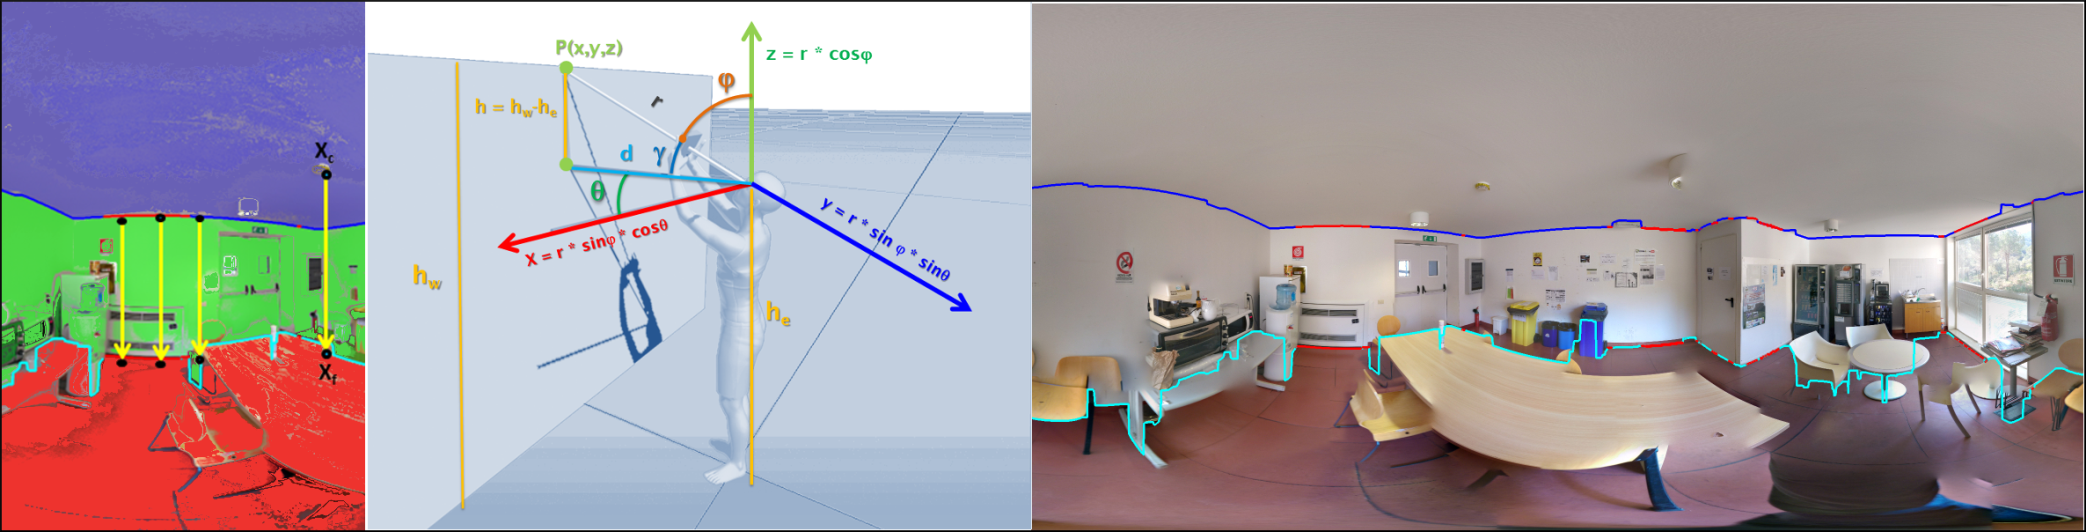 X_c
X_f
P(x,y,z)
z = r * cosφ
φ
r
h = h_w-h_e
d
γ
θ
X = r * sinφ * cosθ
y = r * sin φ * sinθ
h_w
h_e